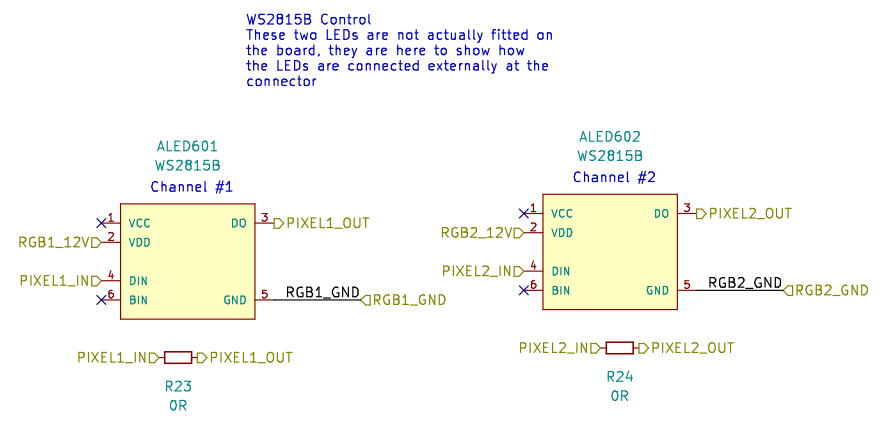 WS2815B Control
These two LEDs are not actually fitted on
the board, they are here to show how
the LEDs are connected externally at the
connector
ALED601
WS2815B
Channel #1
1 VCC DO 3 PIXEL1_OUT
RGB1_12V 2 VDD
PIXEL1_IN 4 DIN
6 BIN GND 5 RGB1_GND RGB1_GND
PIXEL1_IN PIXEL1_OUT
R23
0R
ALED602
WS2815B
Channel #2
1 VCC DO 3 PIXEL2_OUT
RGB2_12V 2 VDD
PIXEL2_IN 4 DIN
6 BIN GND 5 RGB2_GND RGB2_GND
PIXEL2_IN PIXEL2_OUT
R24
0R